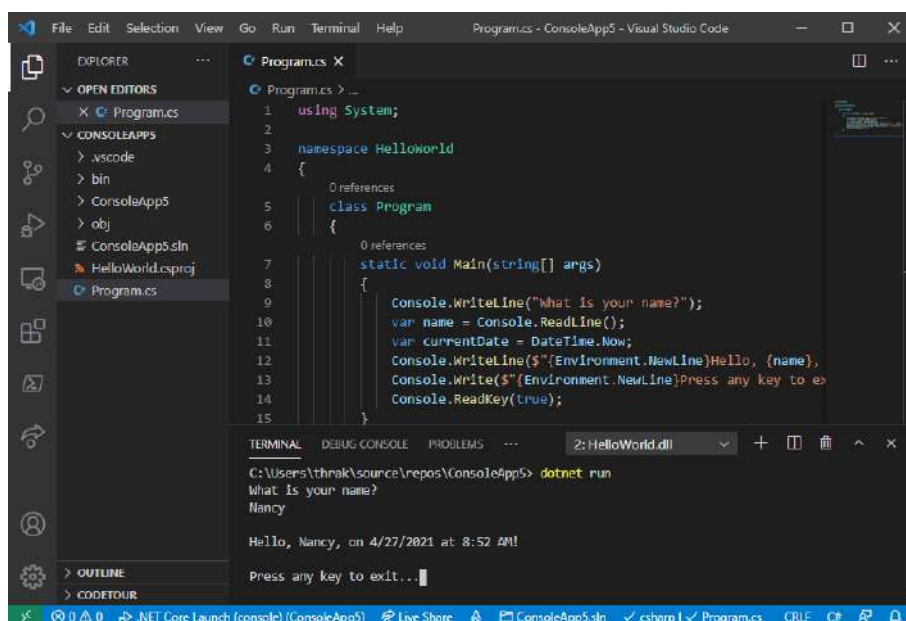 File Edit Selection View Go Run Terminal Help Program.cs - ConsoleApp5 - Visual Studio Code
EXPLORER ...
OPEN EDITORS
Program.cs
CONSOLEAPP5
.vscode
bin
ConsoleApp5
obj
ConsoleApp5.sln
HelloWorld.csproj
Program.cs
OUTLINE
CODETOUR
Program.cs
Program.cs > ...
1 using System;
2
3 namespace HelloWorld
4 {
0 references
5 class Program
6 {
0 references
7 static void Main(string[] args)
8 {
9 Console.WriteLine("What is your name?");
10 var name = Console.ReadLine();
11 var currentDate = DateTime.Now;
12 Console.WriteLine($"{Environment.NewLine}Hello, {name},
13 Console.Write($"{Environment.NewLine}Press any key to ex
14 Console.ReadKey(true);
15 }
TERMINAL DEBUG CONSOLE PROBLEMS ... 2: HelloWorld.dll
C:\Users\thrak\source\repos\ConsoleApp5> dotnet run
What is your name?
Nancy
Hello, Nancy, on 4/27/2021 at 8:52 AM!
Press any key to exit...
0 0 0 .NET Core Launch (console) (ConsoleApp5) Live Share ConsoleApp5.sln csharp | Program.cs CRLF C#